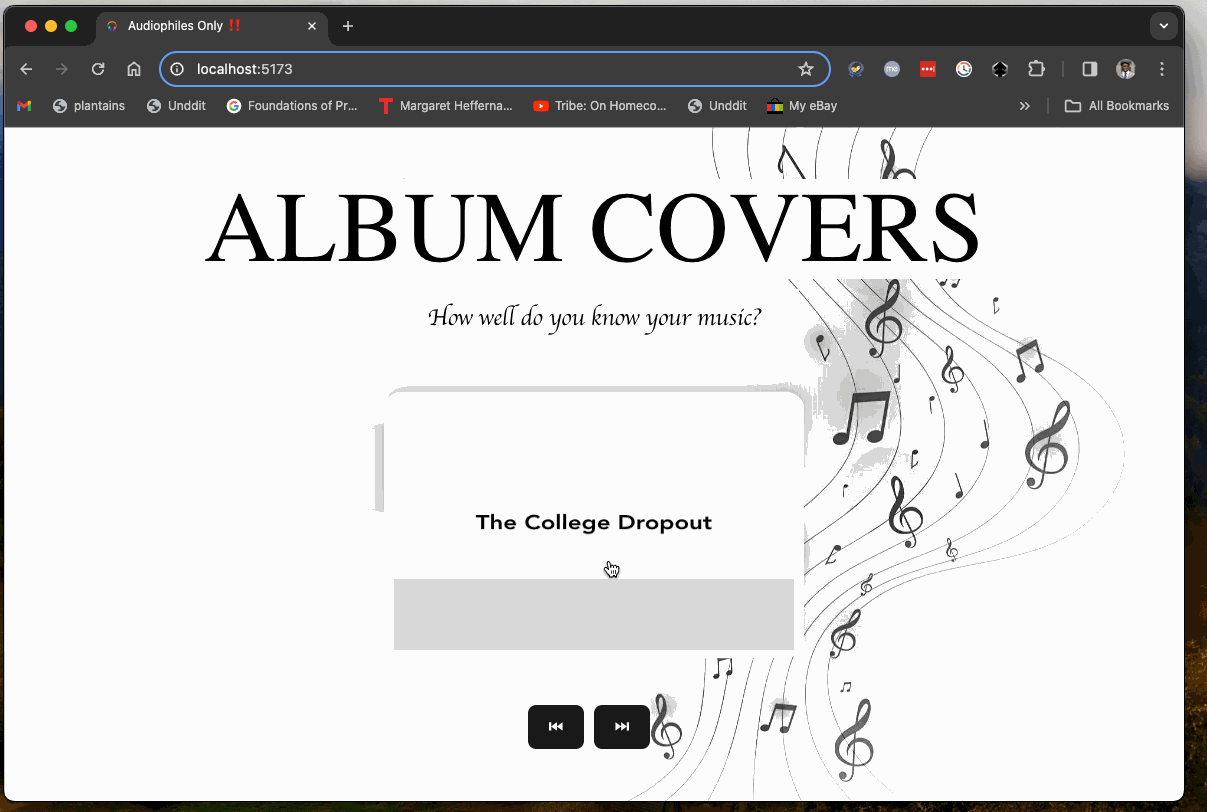 Audiophiles Only ‼️
localhost:5173
me
plantains
Unddit
Foundations of Pr...
Margaret Hefferna...
Tribe: On Homeco...
Unddit
My eBay
All Bookmarks
ALBUM COVERS
How well do you know your music?
The College Dropout